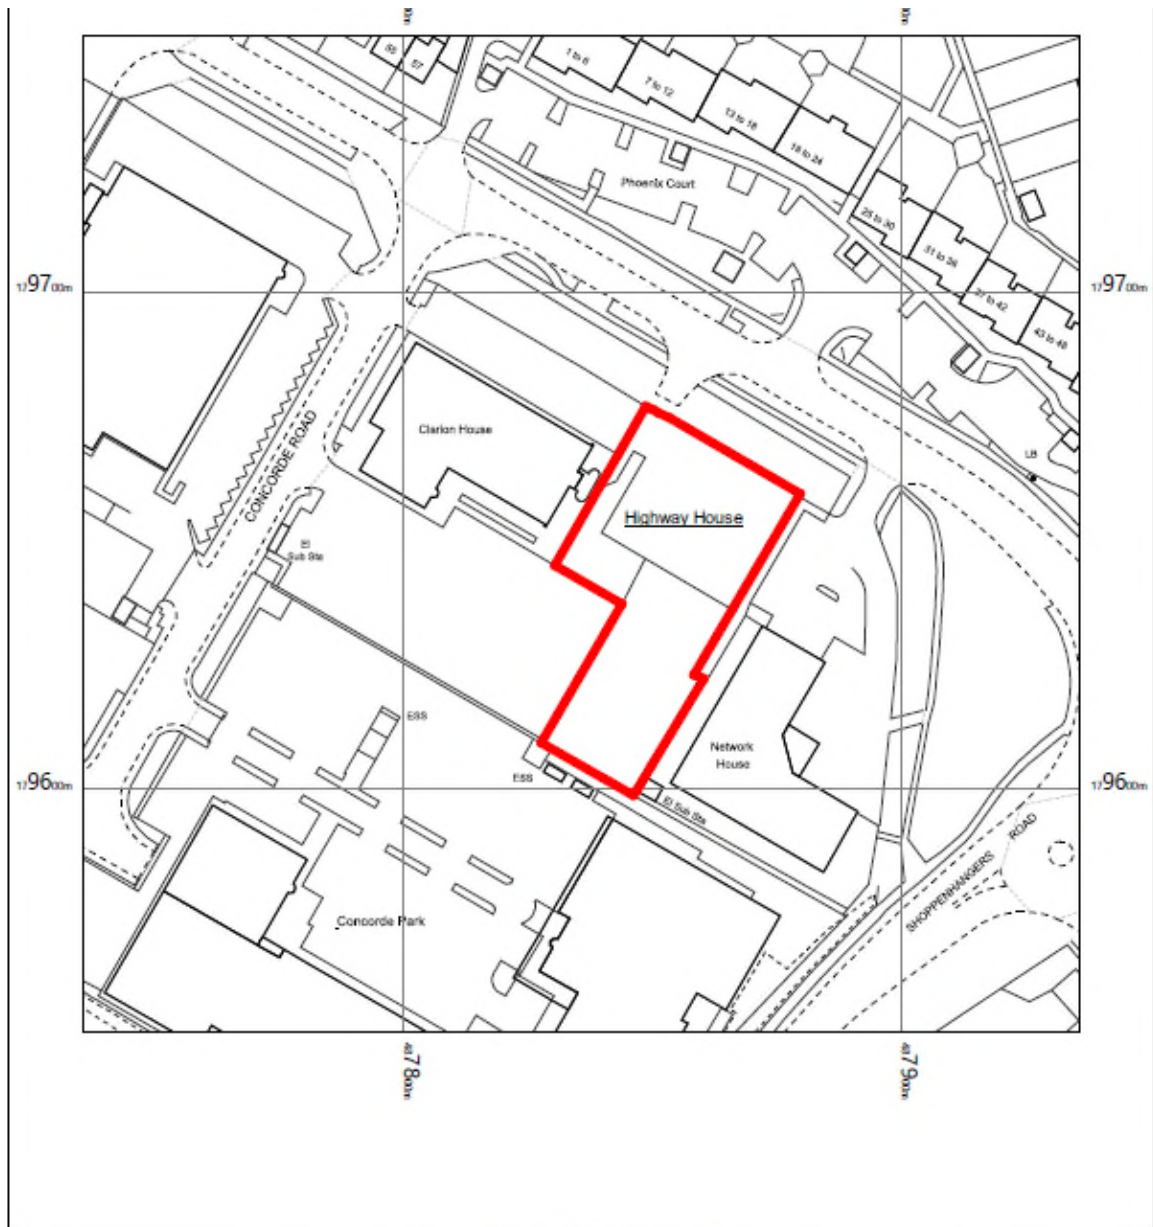 55
57
1 to 6
7 to 12
13 to 18
19 to 24
Phoenix Court
25 to 30
31 to 36
1797 00m
1797 00m
37 to 42
43 to 48
CONCORDE ROAD
Clarion House
LB
Highway House
El
Sub Sta
ESS
Network
House
ESS
1796 00m
1796 00m
El Sub Sta
SHOPPENHANGERS ROAD
Concorde Park
4878 00m
4879 00m